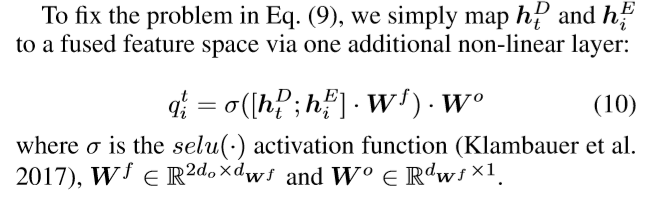 To fix the problem in Eq. (9), we simply map $\boldsymbol{h}_t^D$ and $\boldsymbol{h}_i^E$
to a fused feature space via one additional non-linear layer:
$q_i^t = \sigma([\boldsymbol{h}_t^D; \boldsymbol{h}_i^E] \cdot \boldsymbol{W}^f) \cdot \boldsymbol{W}^o$ (10)
where $\sigma$ is the $selu(\cdot)$ activation function (Klambauer et al.
2017), $\boldsymbol{W}^f \in \mathbb{R}^{2d_o \times d_{\boldsymbol{W}^f}}$ and $\boldsymbol{W}^o \in \mathbb{R}^{d_{\boldsymbol{W}^f} \times 1}$.